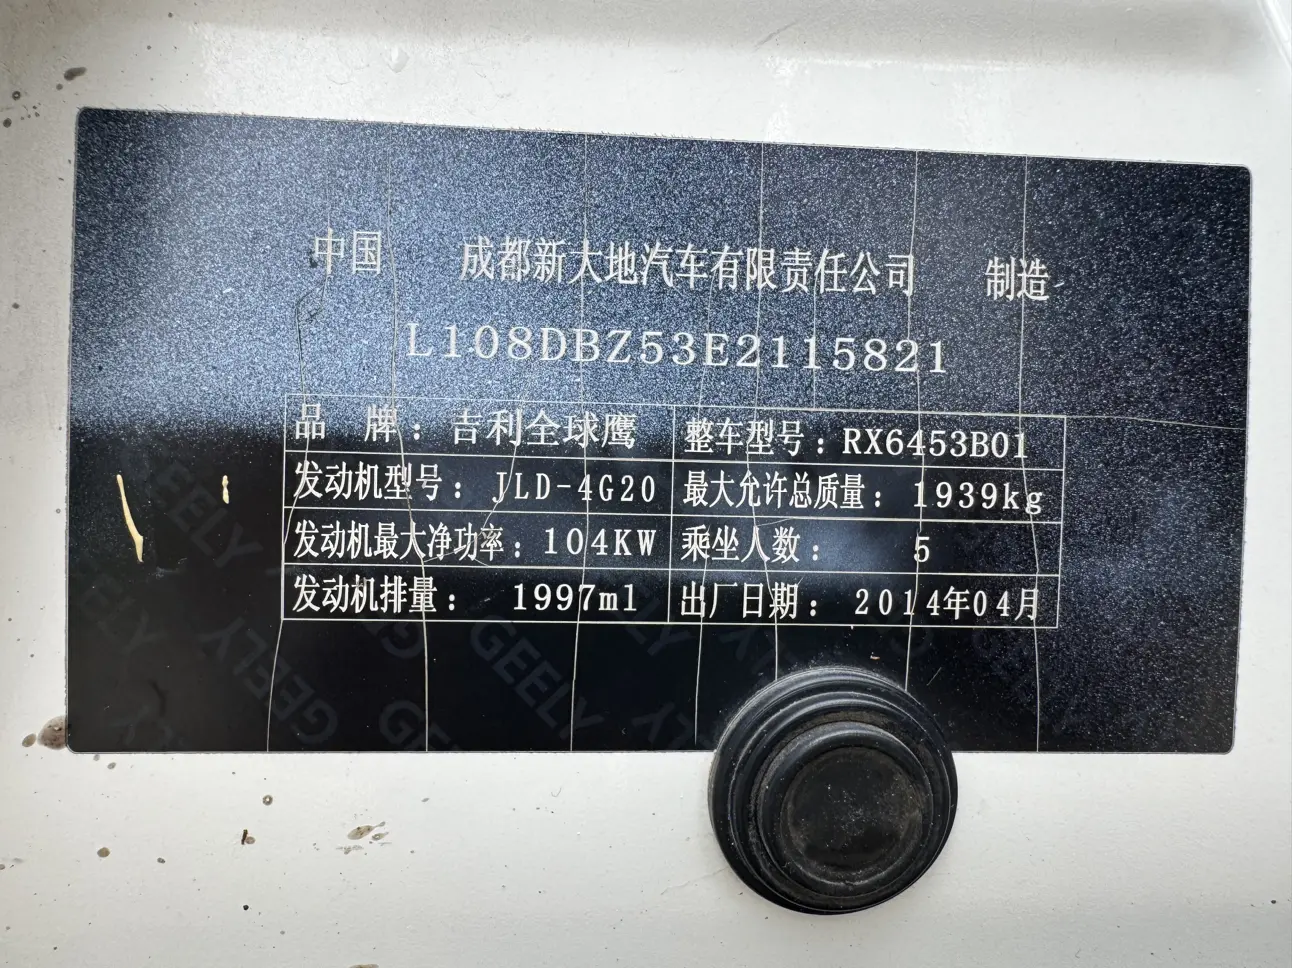 中国 成都新大地汽车有限责任公司 制造
L108DBZ53E2115821
品 牌：吉利全球鹰 整车型号：RX6453B01
发动机型号：JLD-4G20 最大允许总质量：1939kg
发动机最大净功率：104KW 乘坐人数：5
发动机排量：1997ml 出厂日期：2014年04月
GEELY
GEELY
GEELY